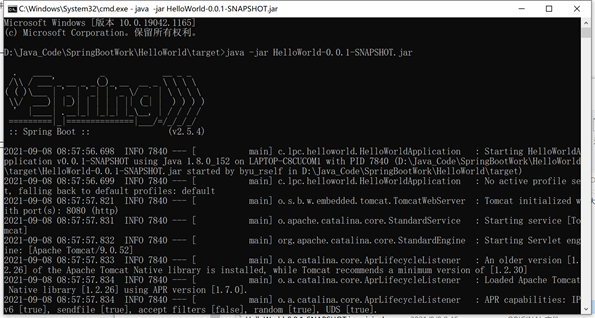 C:\Windows\System32\cmd.exe - java -jar HelloWorld-0.0.1-SNAPSHOT.jar
Microsoft Windows [版本 10.0.19042.1165]
(c) Microsoft Corporation。保留所有权利。
D:\Java_Code\SpringBootWork\HelloWorld\target>java -jar HelloWorld-0.0.1-SNAPSHOT.jar
:: Spring Boot :: (v2.5.4)
2021-09-08 08:57:56.698 INFO 7840 --- [ main] c.lpc.helloworld.HelloWorldApplication : Starting HelloWorldA
pplication v0.0.1-SNAPSHOT using Java 1.8.0_152 on LAPTOP-C8CUCOM1 with PID 7840 (D:\Java_Code\SpringBootWork\HelloWorld
\target\HelloWorld-0.0.1-SNAPSHOT.jar started by byu_rself in D:\Java_Code\SpringBootWork\HelloWorld\target)
2021-09-08 08:57:56.699 INFO 7840 --- [ main] c.lpc.helloworld.HelloWorldApplication : No active profile se
t, falling back to default profiles: default
2021-09-08 08:57:57.821 INFO 7840 --- [ main] o.s.b.w.embedded.tomcat.TomcatWebServer : Tomcat initialized w
ith port(s): 8080 (http)
2021-09-08 08:57:57.831 INFO 7840 --- [ main] o.apache.catalina.core.StandardService : Starting service [To
mcat]
2021-09-08 08:57:57.832 INFO 7840 --- [ main] org.apache.catalina.core.StandardEngine : Starting Servlet eng
ine: [Apache Tomcat/9.0.52]
2021-09-08 08:57:57.833 INFO 7840 --- [ main] o.a.catalina.core.AprLifecycleListener : An older version [1.
2.26] of the Apache Tomcat Native library is installed, while Tomcat recommends a minimum version of [1.2.30]
2021-09-08 08:57:57.834 INFO 7840 --- [ main] o.a.catalina.core.AprLifecycleListener : Loaded Apache Tomcat
Native library [1.2.26] using APR version [1.7.0].
2021-09-08 08:57:57.834 INFO 7840 --- [ main] o.a.catalina.core.AprLifecycleListener : APR capabilities: IP
v6 [true], sendfile [true], accept filters [false], random [true], UDS [true].